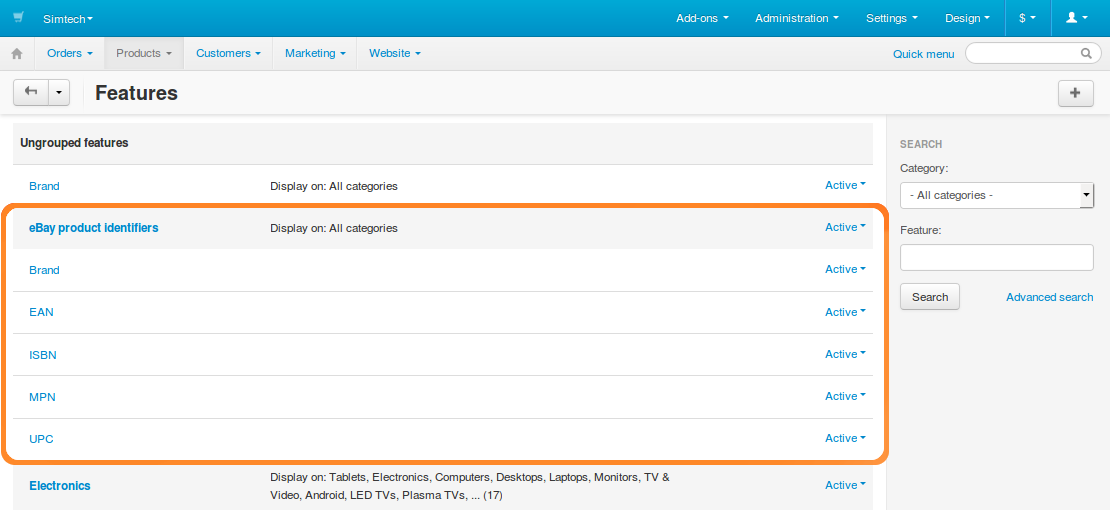 Simtech
Add-ons
Administration
Settings
Design
$
Orders
Products
Customers
Marketing
Website
Quick menu
Features
Ungrouped features
Brand
Display on: All categories
Active
eBay product identifiers
Display on: All categories
Active
Brand
Active
EAN
Active
ISBN
Active
MPN
Active
UPC
Active
Electronics
Display on: Tablets, Electronics, Computers, Desktops, Laptops, Monitors, TV &
Video, Android, LED TVs, Plasma TVs, ... (17)
Active
SEARCH
Category:
- All categories -
Feature:
Search
Advanced search